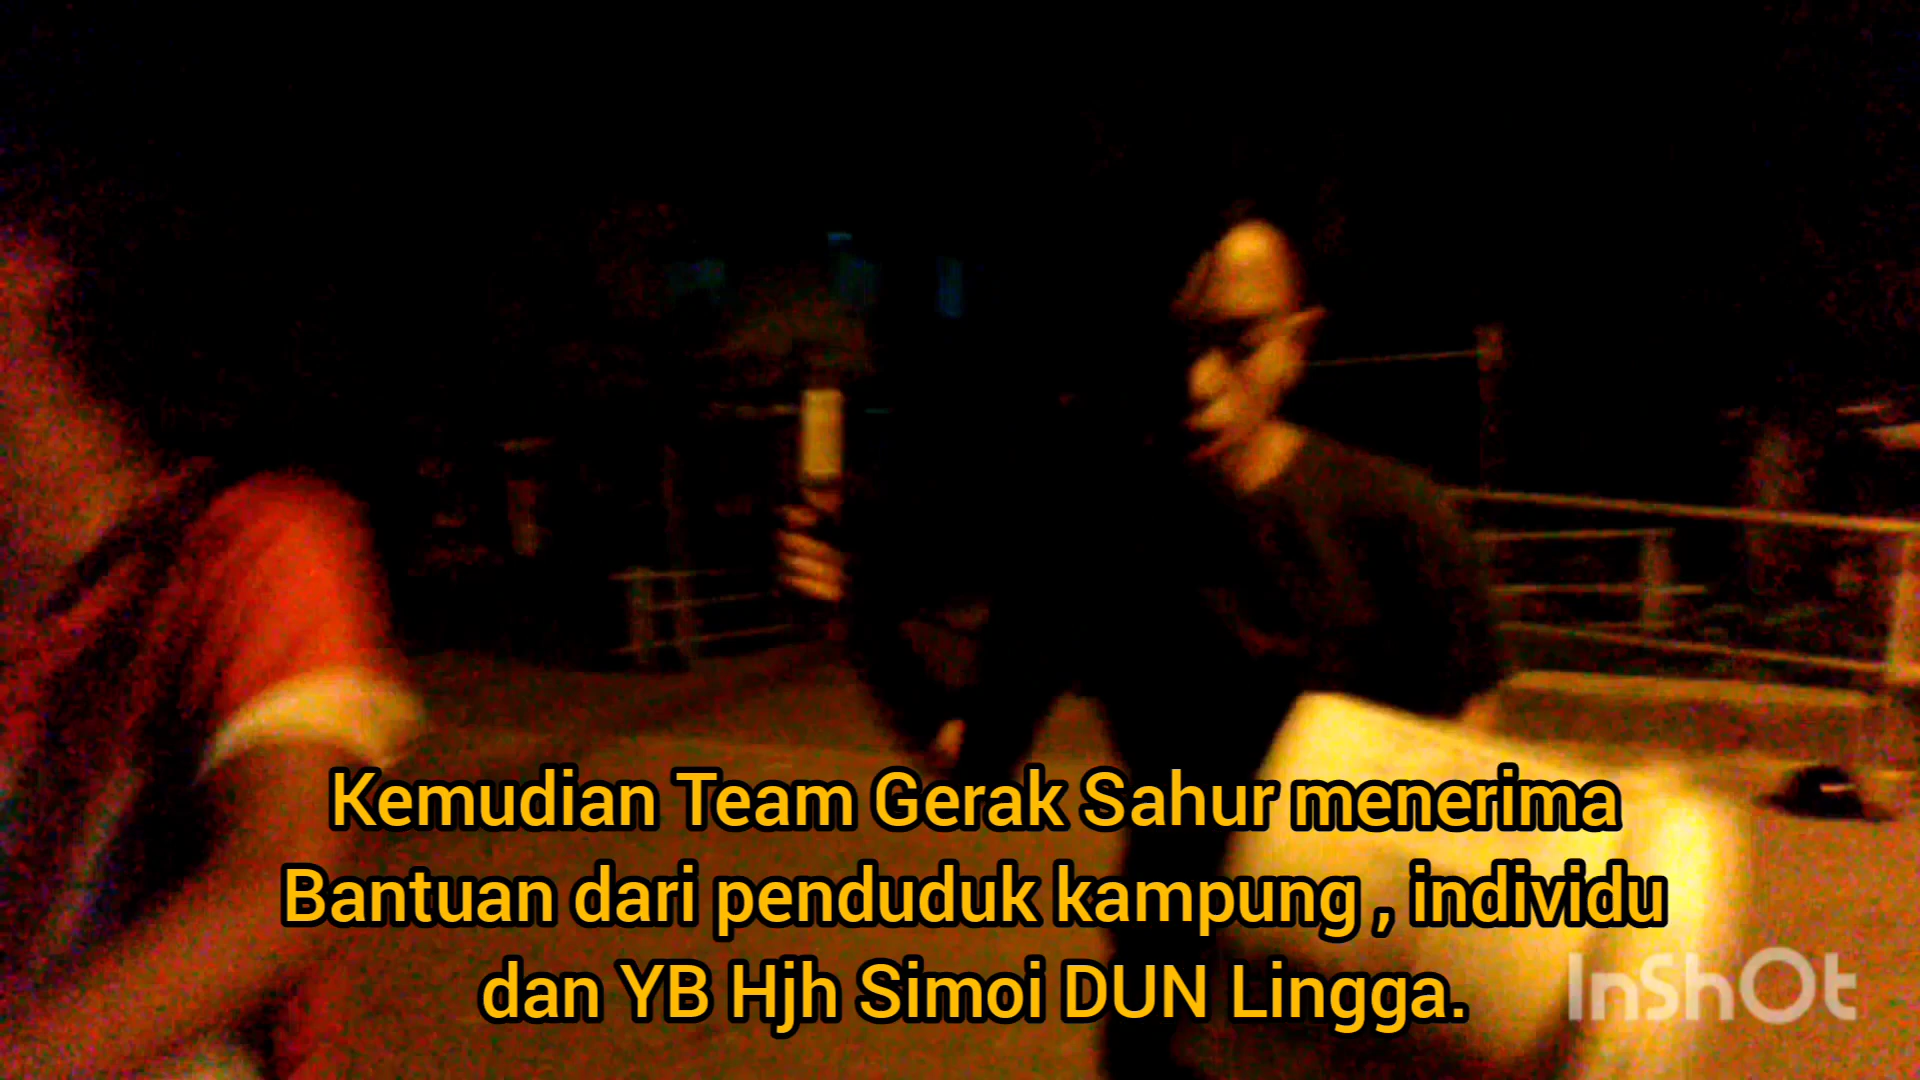 Kemudian Team Gerak Sahur menerima
Bantuan dari penduduk kampung , individu
dan YB Hjh Simoi DUN Lingga.
InShOt